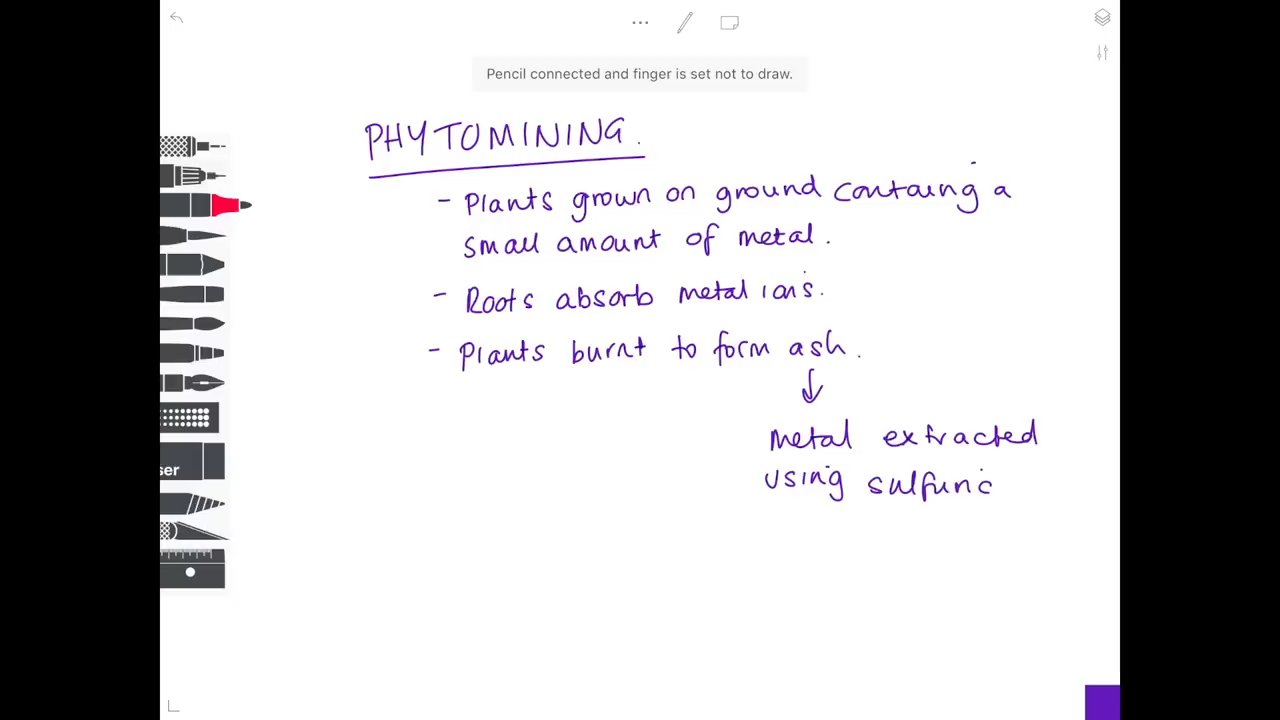 Pencil connected and finger is set not to draw.
PHYTOMINING.
- Plants grown on ground containg a
small amount of metal.
- Roots absorb metal ions.
- Plants burnt to form ash.
metal extracted
using sulfuric
ser